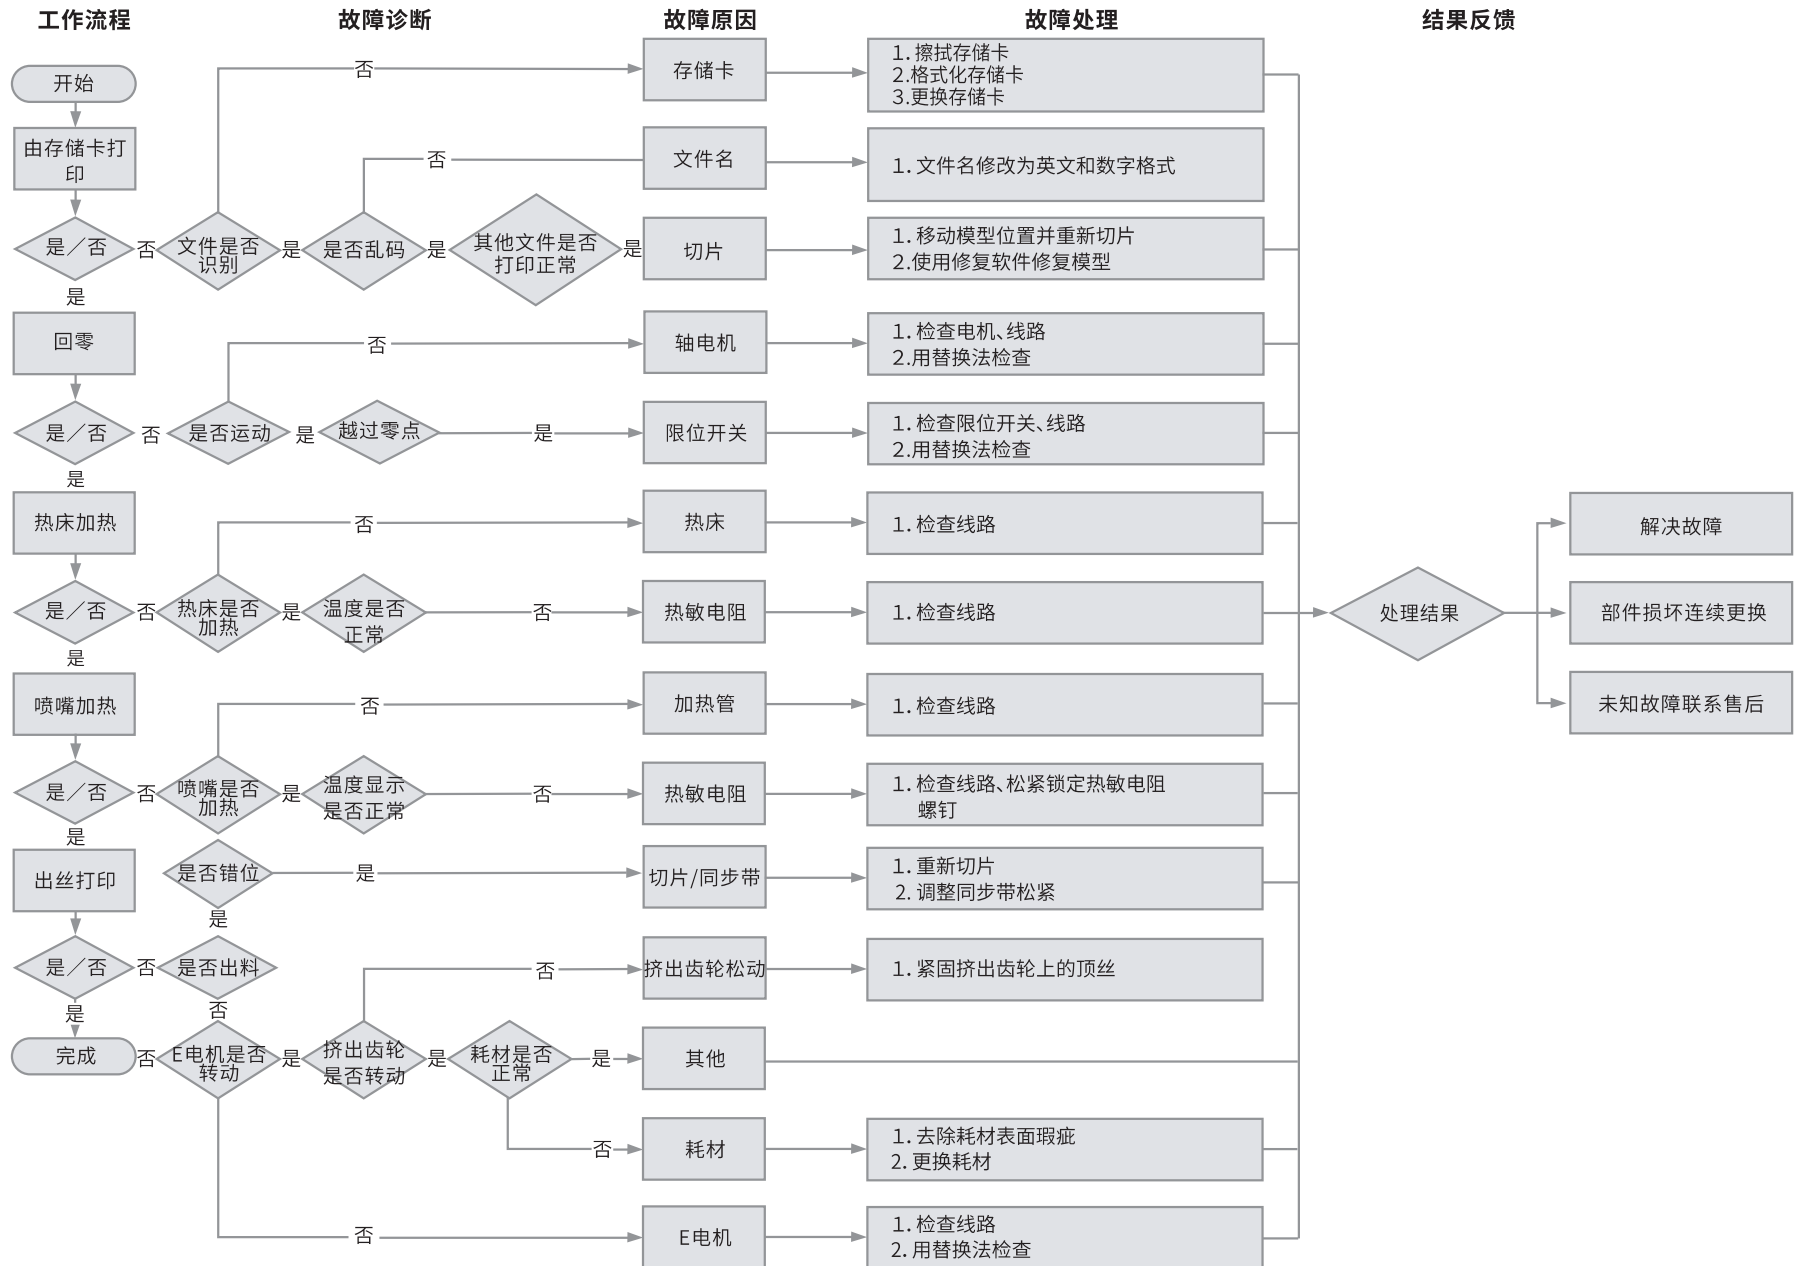 工作流程
故障诊断
故障原因
故障处理
结果反馈
开始
否
存储卡
1. 擦拭存储卡
2.格式化存储卡
3.更换存储卡
由存储卡打
印
否
文件名
1. 文件名修改为英文和数字格式
是／否
否
文件是否
识别
是
是否乱码
是
其他文件是否
打印正常
是
切片
1. 移动模型位置并重新切片
2.使用修复软件修复模型
是
回零
否
轴电机
1. 检查电机、线路
2.用替换法检查
是／否
否
是否运动
是
越过零点
是
限位开关
1. 检查限位开关、线路
2.用替换法检查
是
热床加热
否
热床
1. 检查线路
解决故障
是／否
否
热床是否
加热
是
温度是否
正常
否
热敏电阻
1. 检查线路
处理结果
部件损坏连续更换
是
喷嘴加热
否
加热管
1. 检查线路
未知故障联系售后
是／否
否
喷嘴是否
加热
是
温度显示
是否正常
否
热敏电阻
1. 检查线路、松紧锁定热敏电阻
螺钉
是
出丝打印
是否错位
是
切片/同步带
1. 重新切片
2. 调整同步带松紧
是
是／否
否
是否出料
否
挤出齿轮松动
1. 紧固挤出齿轮上的顶丝
是
否
完成
否
E电机是否
转动
是
挤出齿轮
是否转动
是
耗材是否
正常
是
其他
否
耗材
1. 去除耗材表面瑕疵
2. 更换耗材
否
E电机
1. 检查线路
2. 用替换法检查